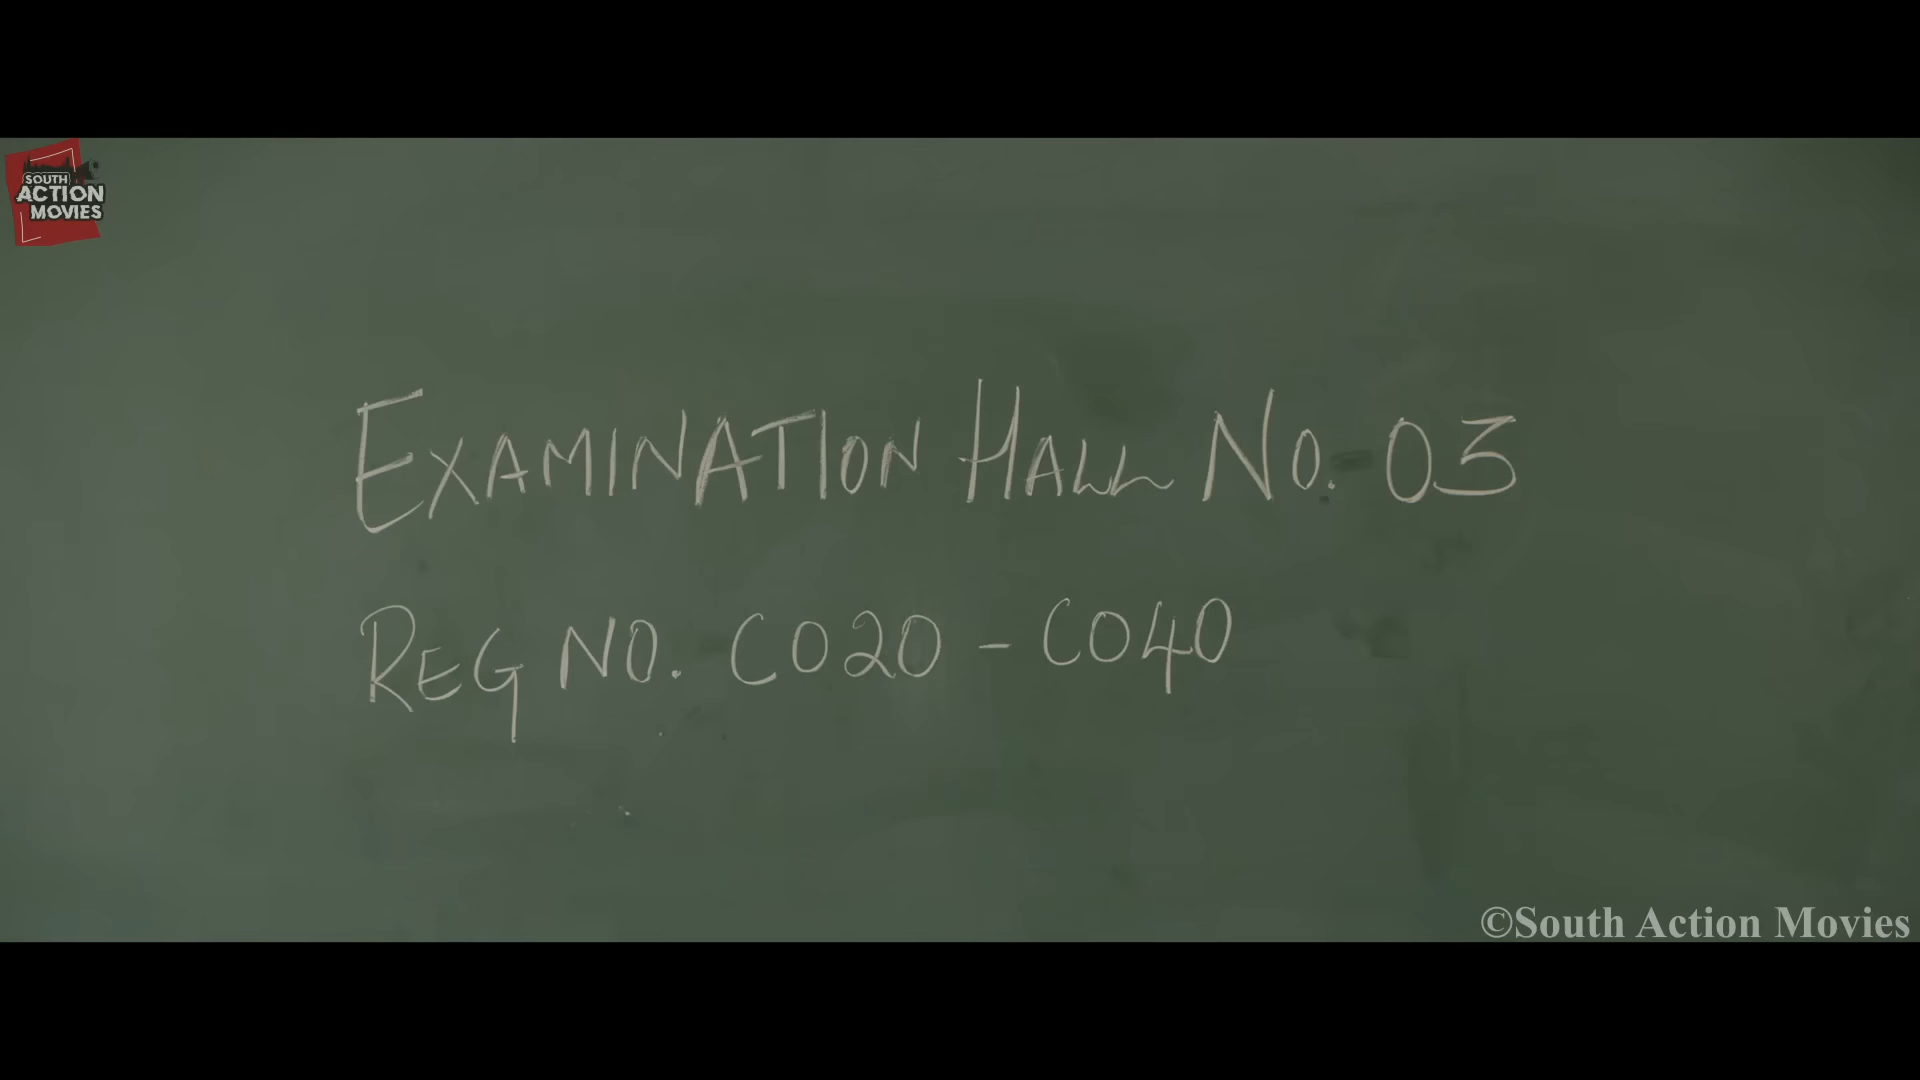 SOUTH
ACTION
MOVIES
EXAMINATION HALL NO. 03
REG NO. C020 - C040
©South Action Movies